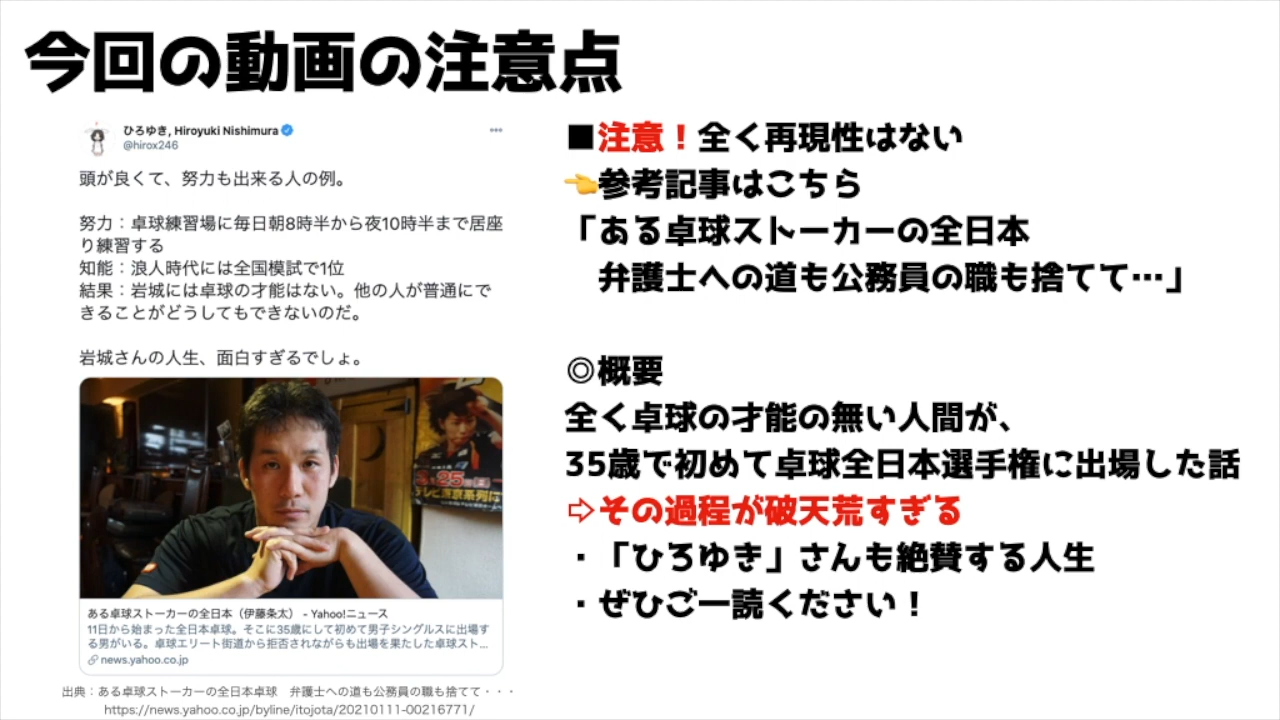 今回の動画の注意点
ひろゆき, Hiroyuki Nishimura
@hirox246
頭が良くて、努力も出来る人の例。
努力：卓球練習場に毎日朝8時半から夜10時半まで居座
り練習する
知能：浪人時代には全国模試で1位
結果：岩城には卓球の才能はない。他の人が普通にで
きることがどうしてもできないのだ。
岩城さんの人生、面白すぎるでしょ。
ある卓球ストーカーの全日本（伊藤条太） - Yahoo!ニュース
11日から始まった全日本卓球。そこに35歳にして初めて男子シングルスに出場す
る男がいる。卓球エリート街道から拒否されながらも出場を果たした卓球スト...
news.yahoo.co.jp
出典：ある卓球ストーカーの全日本卓球　弁護士への道も公務員の職も捨てて・・・
https://news.yahoo.co.jp/byline/itojota/20210111-00216771/
■注意！全く再現性はない
👈参考記事はこちら
「ある卓球ストーカーの全日本
弁護士への道も公務員の職も捨てて…」
◎概要
全く卓球の才能の無い人間が、
35歳で初めて卓球全日本選手権に出場した話
⇨その過程が破天荒すぎる
・「ひろゆき」さんも絶賛する人生
・ぜひご一読ください！